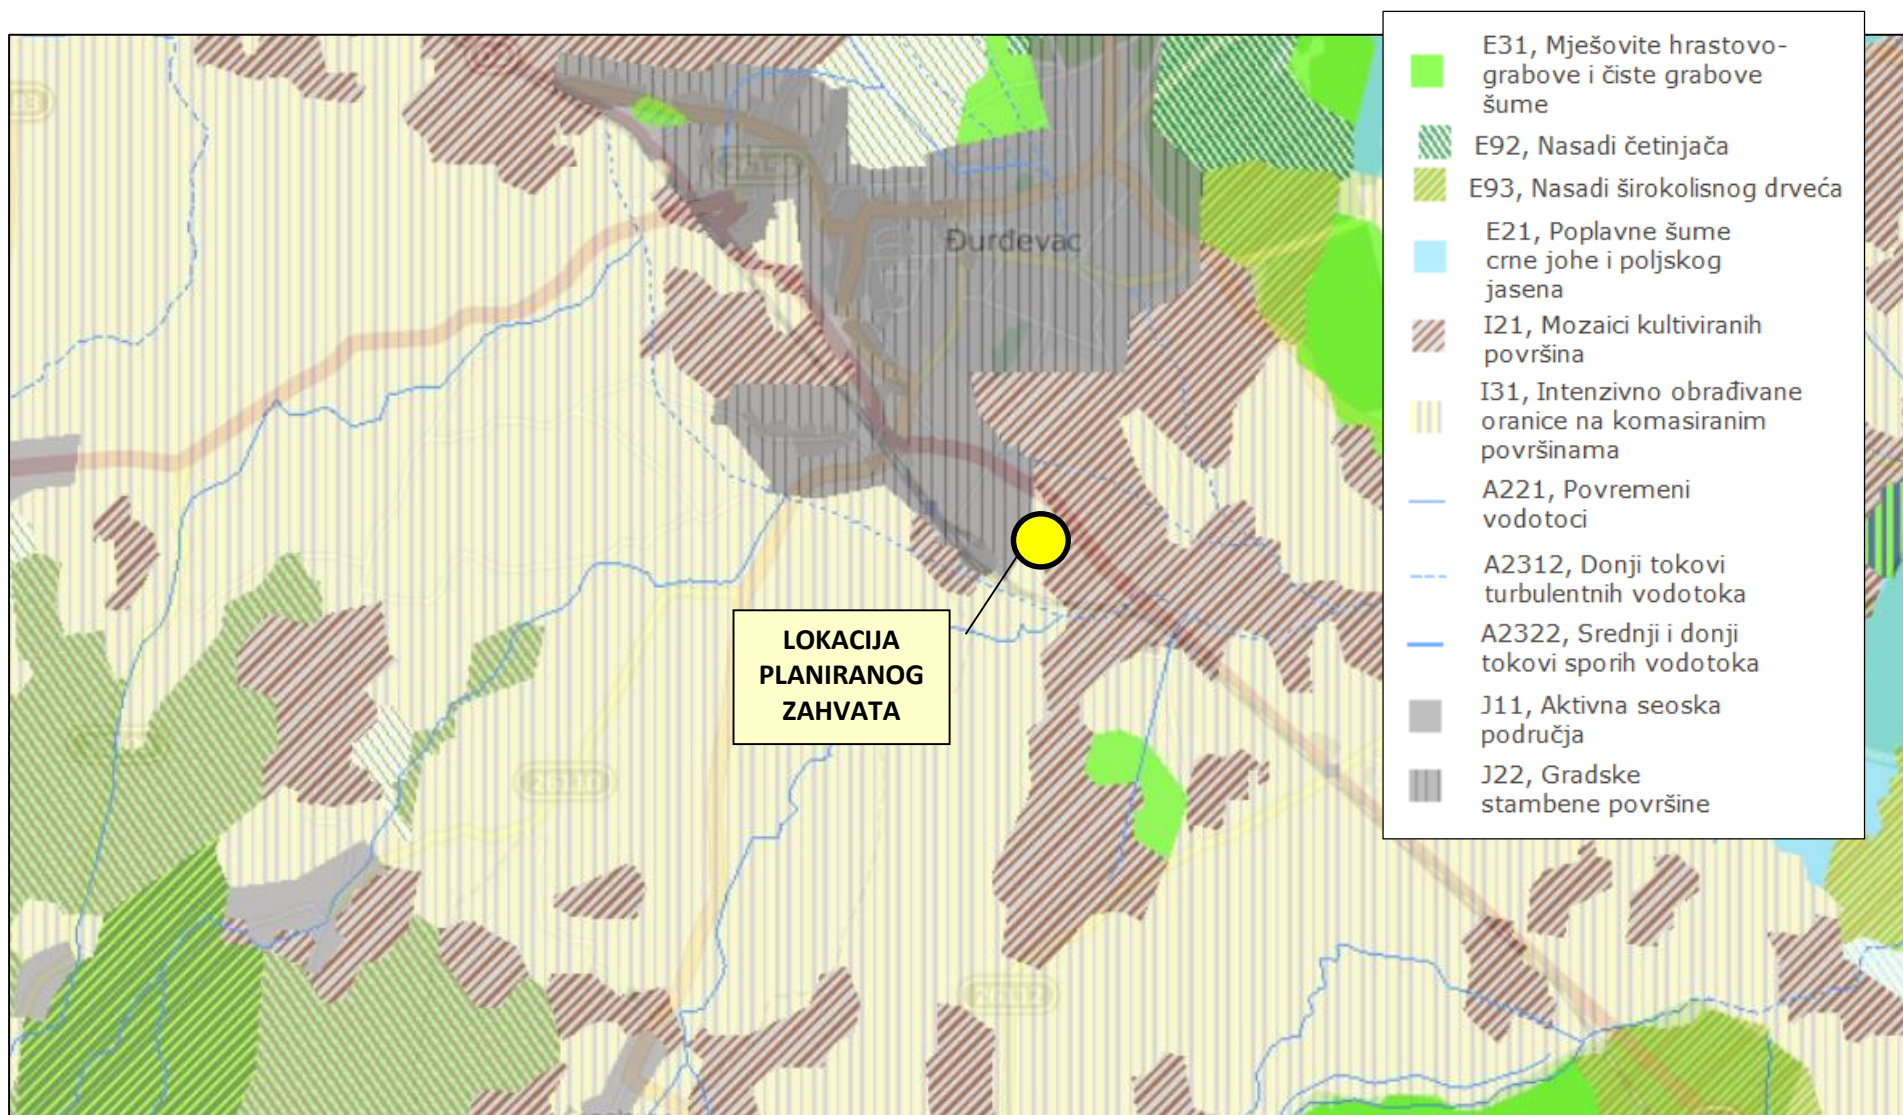 E31, Mješovite hrastovo-
grabove i čiste grabove
šume
E92, Nasadi četinjača
E93, Nasadi širokolisnog drveća
E21, Poplavne šume
crne johe i poljskog
jasena
I21, Mozaici kultiviranih
površina
I31, Intenzivno obrađivane
oranice na komasiranim
površinama
A221, Povremeni
vodotoci
A2312, Donji tokovi
turbulentnih vodotoka
A2322, Srednji i donji
tokovi sporih vodotoka
J11, Aktivna seoska
područja
J22, Gradske
stambene površine
Đurđevac
LOKACIJA
PLANIRANOG
ZAHVATA